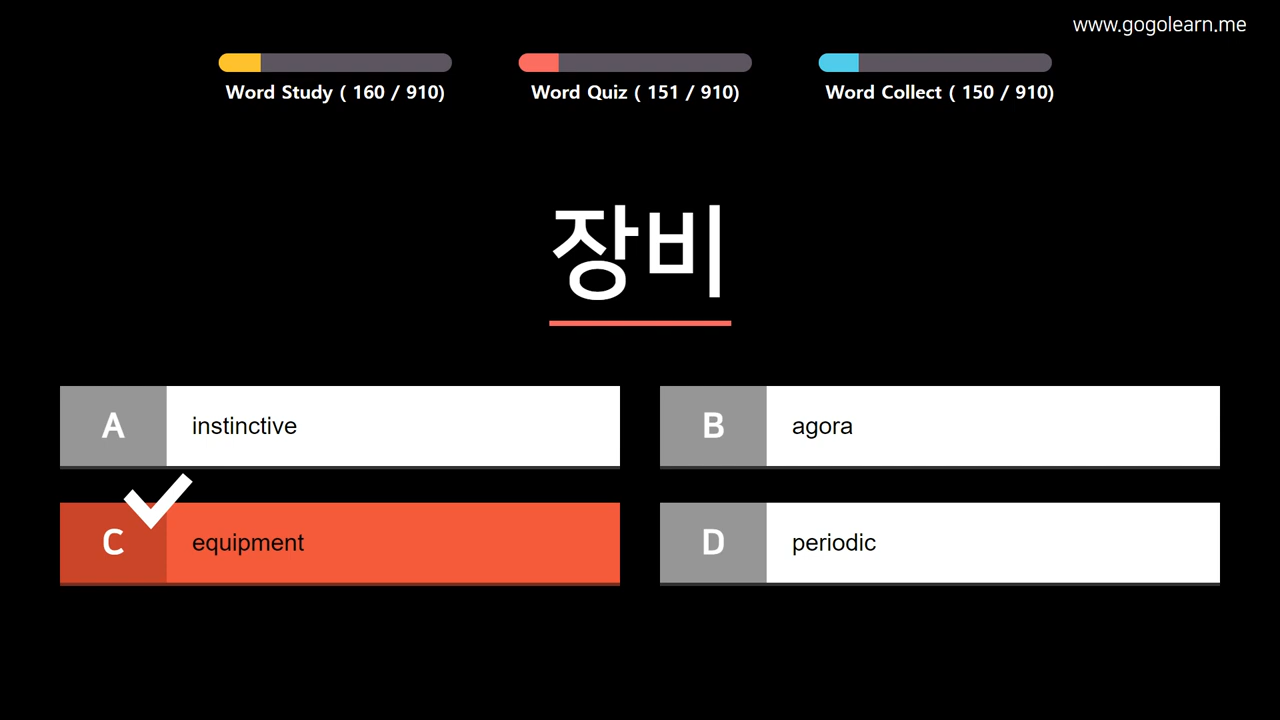 www.gogolearn.me
Word Study ( 160 / 910)
Word Quiz ( 151 / 910)
Word Collect ( 150 / 910)
장비
A instinctive
B agora
C equipment
D periodic